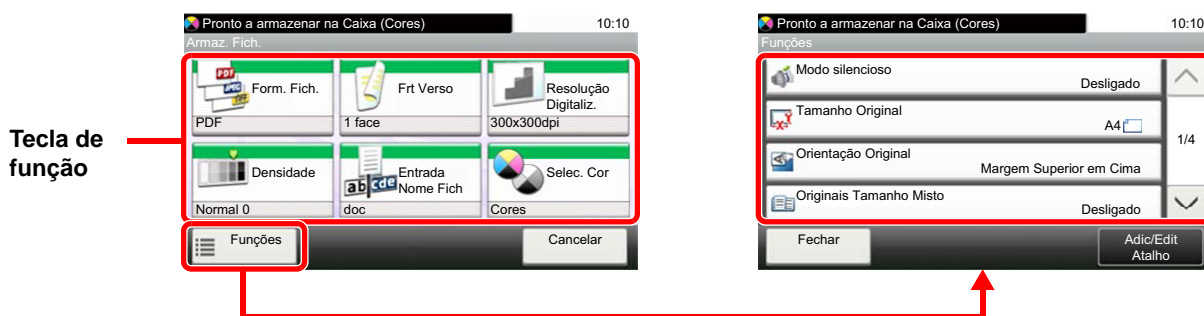 Pronto a armazenar na Caixa (Cores) 10:10
Armaz. Fich.
Form. Fich.
PDF
Frt Verso
1 face
Resolução
Digitaliz.
300x300dpi
Densidade
Normal 0
ab cde
Entrada
Nome Fich
doc
Selec. Cor
Cores
Funções
Cancelar
Tecla de
função
Pronto a armazenar na Caixa (Cores) 10:10
Funções
Modo silencioso
Desligado
Tamanho Original
A4
Orientação Original
Margem Superior em Cima
Originais Tamanho Misto
Desligado
1/4
Fechar
Adic/Edit
Atalho